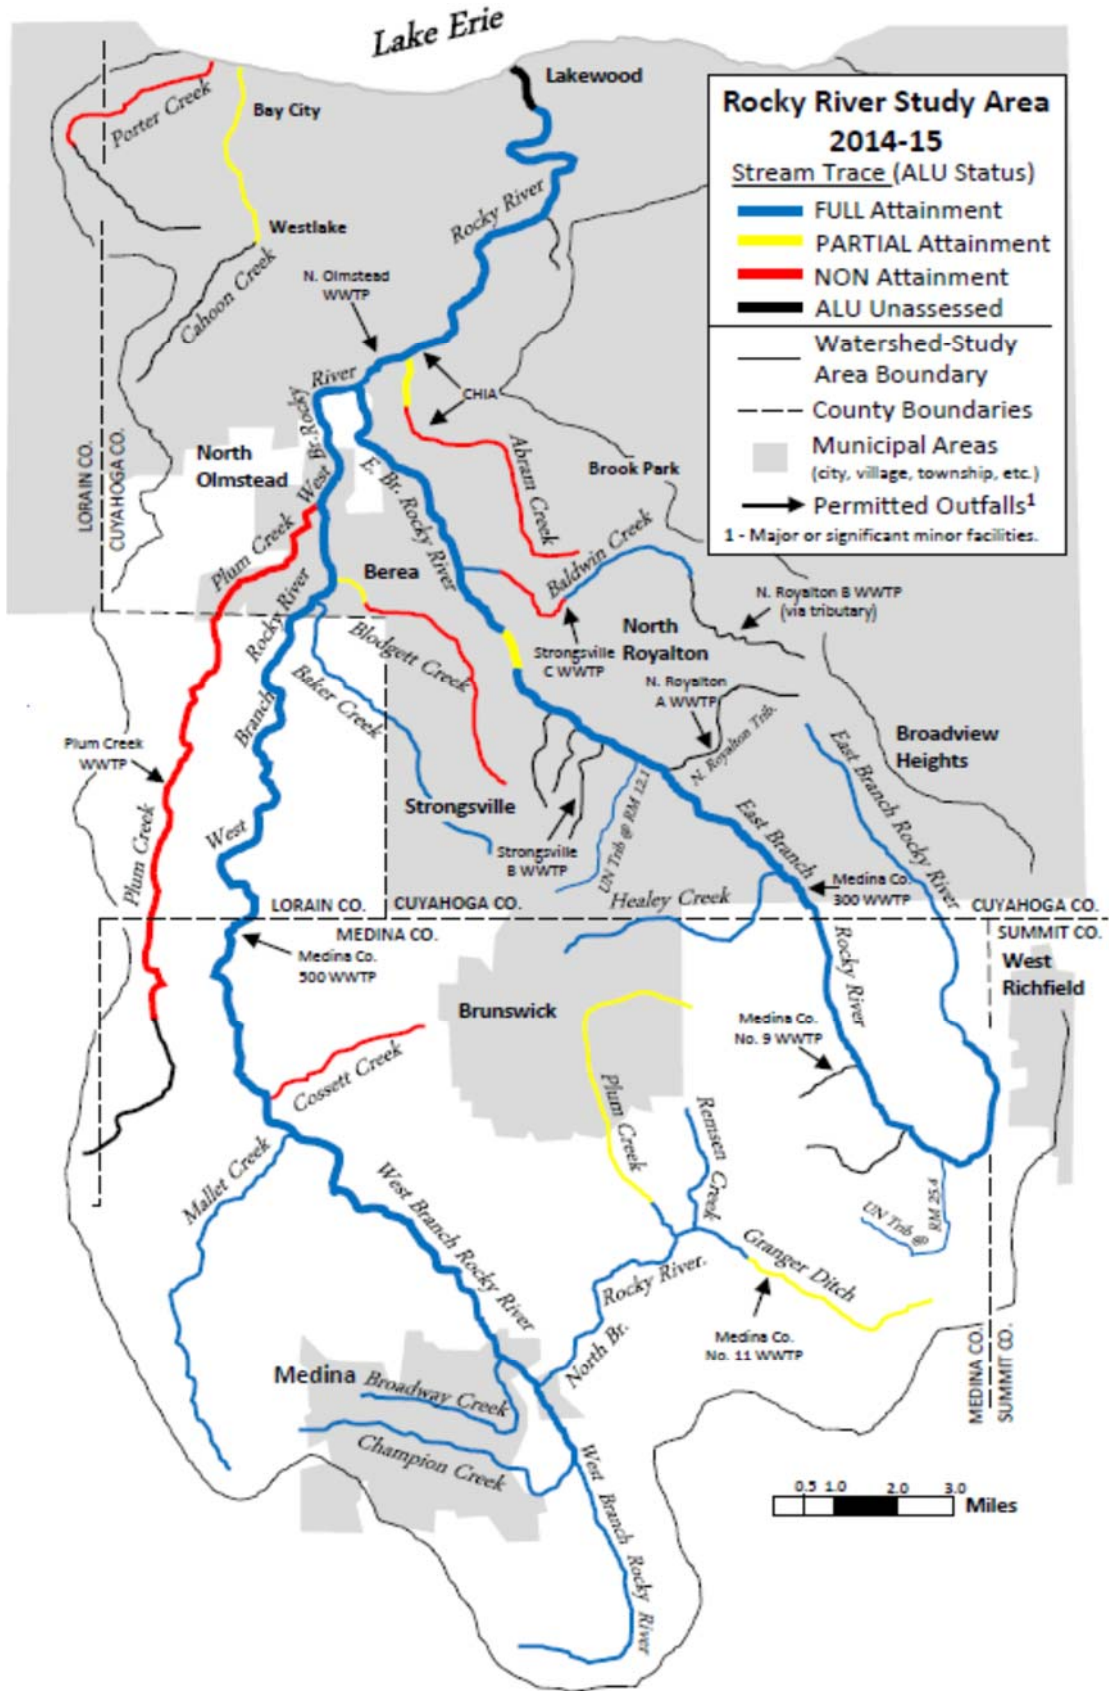 Lake Erie
Lakewood
Rocky River Study Area
2014-15
Stream Trace (ALU Status)
FULL Attainment
PARTIAL Attainment
NON Attainment
ALU Unassessed
Watershed-Study
Area Boundary
County Boundaries
Municipal Areas
(city, village, township, etc.)
Permitted Outfalls1
1 - Major or significant minor facilities.
Porter Creek
Bay City
Westlake
Cahoon Creek
Rocky River
N. Olmstead
WWTP
River
CHIA
West Br. Rocky
North
Olmstead
E. Br. Rocky River
Abram Creek
Brook Park
LORAIN CO.
CUYAHOGA CO.
Plum Creek
Berea
Baldwin Creek
N. Royalton B WWTP
(via tributary)
Rocky River
Blodgett Creek
Strongsville
C WWTP
North
Royalton
Baker Creek
N. Royalton
A WWTP
N. Royalton Trib.
Branch
Plum Creek
WWTP
Broadview
Heights
East Branch Rocky River
Strongsville
UN Trib @ RM 12.1
East Branch
West
Plum Creek
Strongsville
B WWTP
Healey Creek
Medina Co.
300 WWTP
LORAIN CO.
CUYAHOGA CO.
CUYAHOGA CO.
MEDINA CO.
SUMMIT CO.
Medina Co.
500 WWTP
Rocky River
West
Richfield
Brunswick
Medina Co.
No. 9 WWTP
Cossett Creek
Plum Creek
Remsen Creek
Mallet Creek
West Branch Rocky River
UN Trib @
RM 25.4
Granger Ditch
Rocky River.
North Br.
Medina Co.
No. 11 WWTP
MEDINA CO.
SUMMIT CO.
Medina
Broadway Creek
Champion Creek
West Branch Rocky River
0.5 1.0 2.0 3.0
Miles